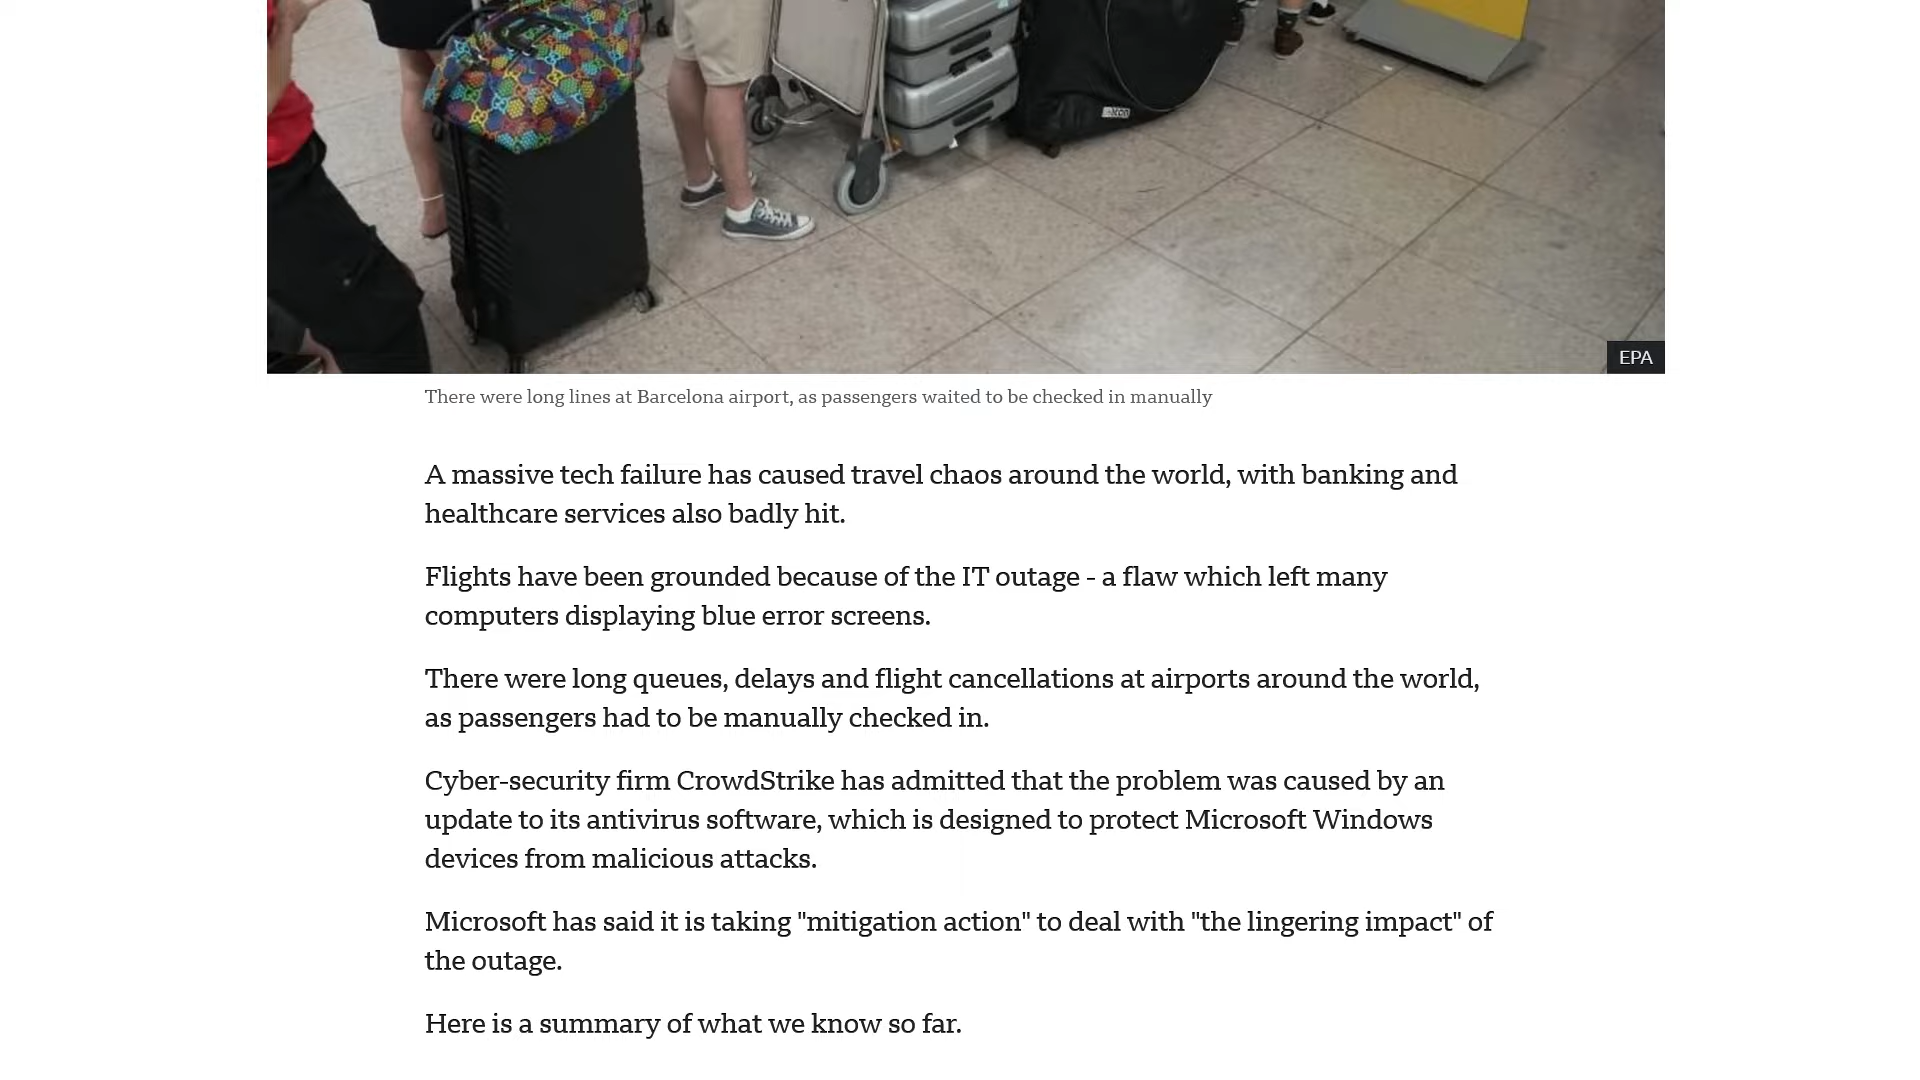 EPA
There were long lines at Barcelona airport, as passengers waited to be checked in manually
A massive tech failure has caused travel chaos around the world, with banking and
healthcare services also badly hit.
Flights have been grounded because of the IT outage - a flaw which left many
computers displaying blue error screens.
There were long queues, delays and flight cancellations at airports around the world,
as passengers had to be manually checked in.
Cyber-security firm CrowdStrike has admitted that the problem was caused by an
update to its antivirus software, which is designed to protect Microsoft Windows
devices from malicious attacks.
Microsoft has said it is taking "mitigation action" to deal with "the lingering impact" of
the outage.
Here is a summary of what we know so far.